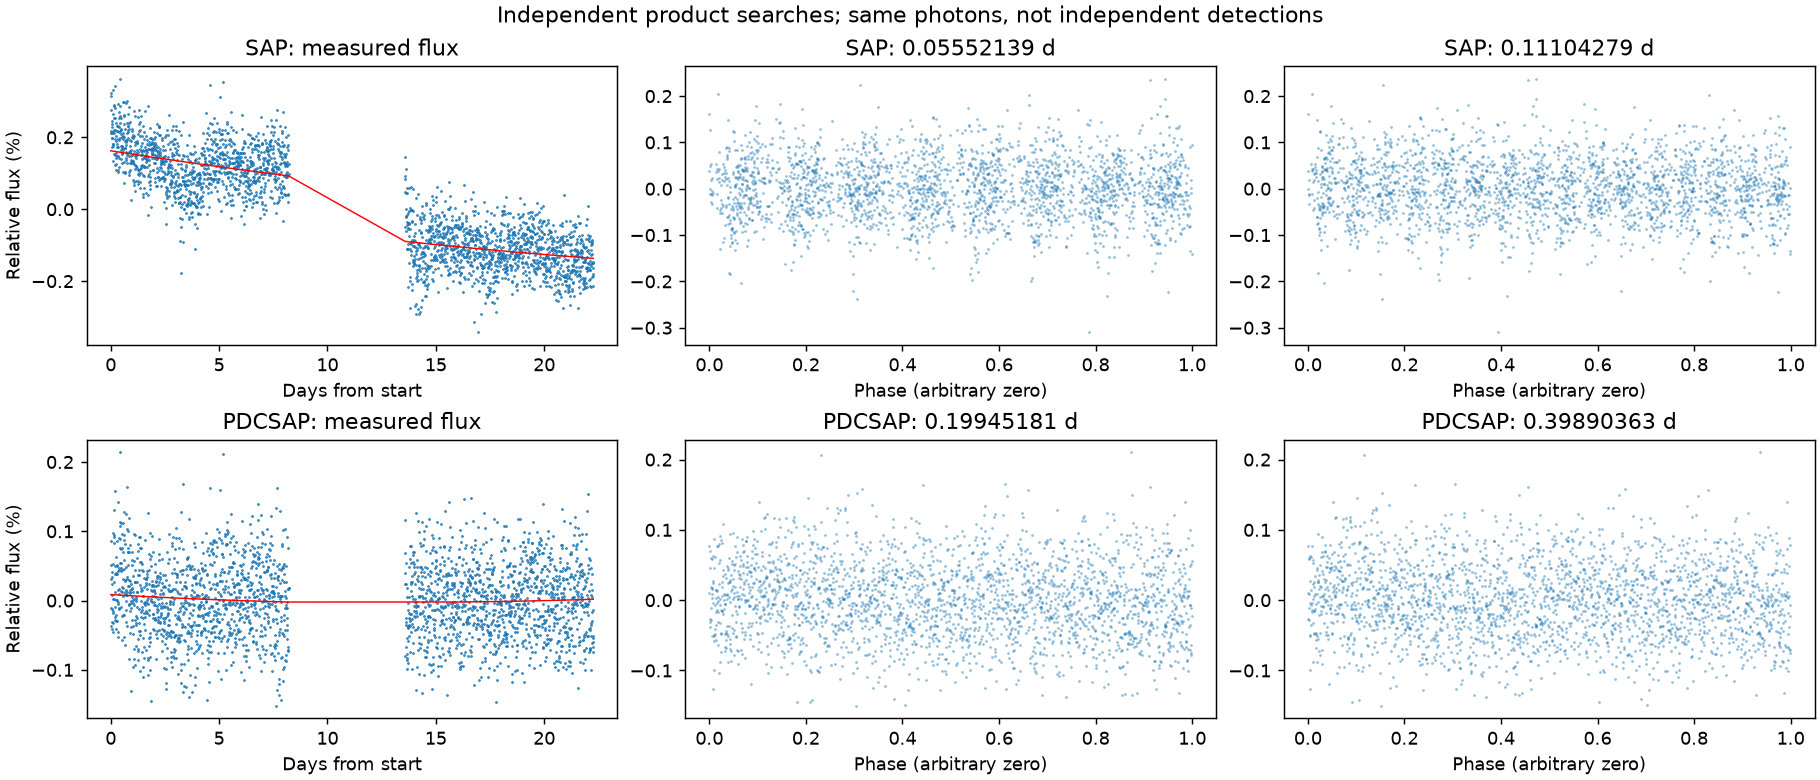 Independent product searches; same photons, not independent detections
SAP: measured flux
SAP: 0.05552139 d
SAP: 0.11104279 d
Relative flux (%)
0.2
0.0
−0.2
0.2
0.1
0.0
−0.1
−0.2
−0.3
0.2
0.1
0.0
−0.1
−0.2
−0.3
0 5 10 15 20
0.0 0.2 0.4 0.6 0.8 1.0
0.0 0.2 0.4 0.6 0.8 1.0
Days from start
Phase (arbitrary zero)
Phase (arbitrary zero)
PDCSAP: measured flux
PDCSAP: 0.19945181 d
PDCSAP: 0.39890363 d
Relative flux (%)
0.2
0.1
0.0
−0.1
0.2
0.1
0.0
−0.1
0.2
0.1
0.0
−0.1
0 5 10 15 20
0.0 0.2 0.4 0.6 0.8 1.0
0.0 0.2 0.4 0.6 0.8 1.0
Days from start
Phase (arbitrary zero)
Phase (arbitrary zero)